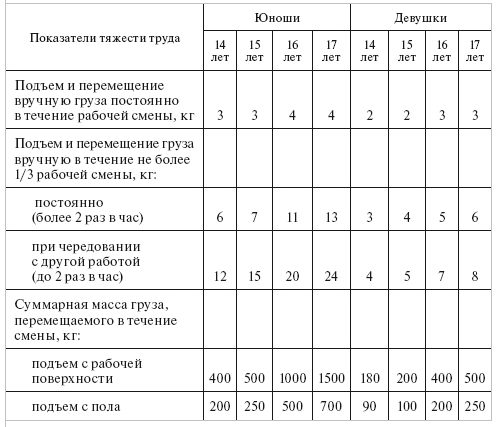 Показатели тяжести труда Юноши Девушки
14 лет 15 лет 16 лет 17 лет 14 лет 15 лет 16 лет 17 лет
Подъем и перемещение
вручную груза постоянно
в течение рабочей смены, кг 3 3 4 4 2 2 3 3
Подъем и перемещение груза
вручную в течение не более
1/3 рабочей смены, кг:
постоянно
(более 2 раз в час) 6 7 11 13 3 4 5 6
при чередовании
с другой работой
(до 2 раз в час) 12 15 20 24 4 5 7 8
Суммарная масса груза,
перемещаемого в течение
смены, кг:
подъем с рабочей
поверхности 400 500 1000 1500 180 200 400 500
подъем с пола 200 250 500 700 90 100 200 250